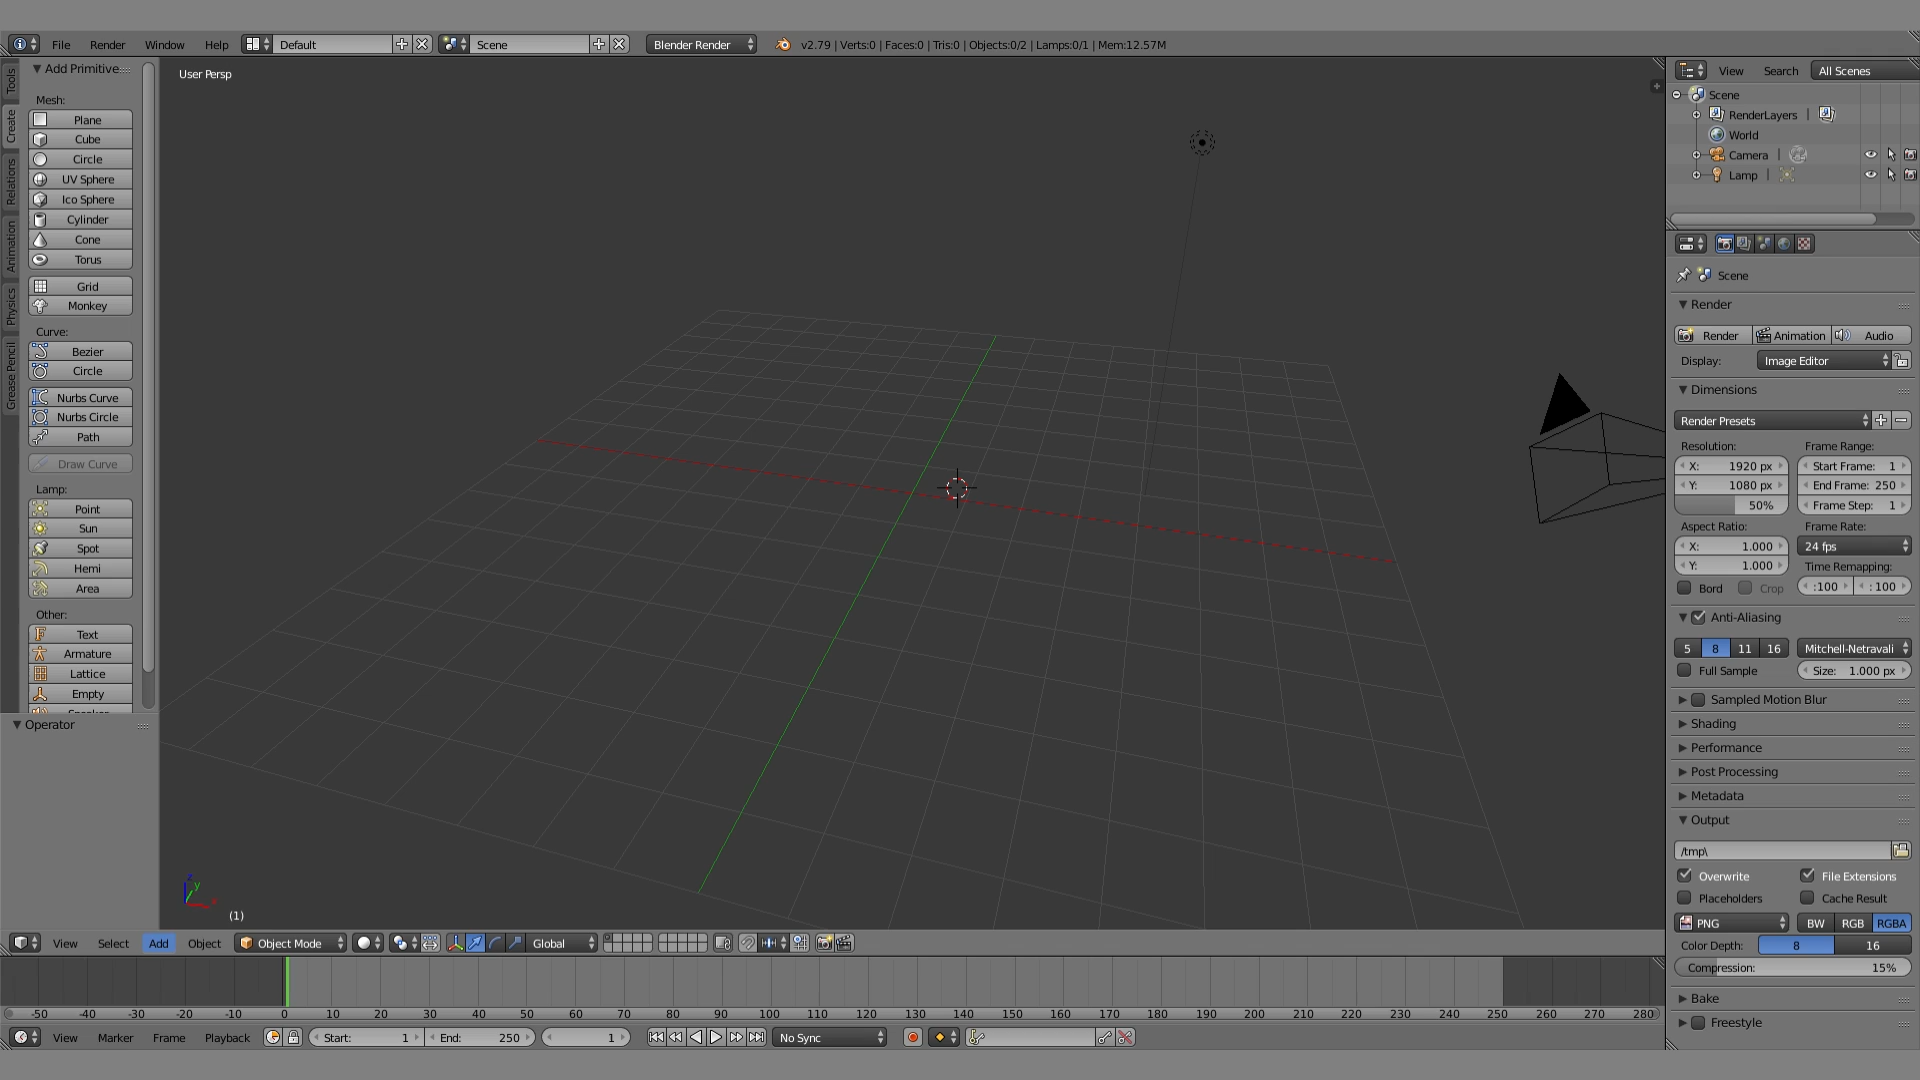 File Render Window Help Default Scene Blender Render v2.79 | Verts:0 | Faces:0 | Tris:0 | Objects:0/2 | Lamps:0/1 | Mem:12.57M
Tools
Create
Relations
Animation
Physics
Grease Pencil
Add Primitive
Mesh:
Plane
Cube
Circle
UV Sphere
Ico Sphere
Cylinder
Cone
Torus
Grid
Monkey
Curve:
Bezier
Circle
Nurbs Curve
Nurbs Circle
Path
Draw Curve
Lamp:
Point
Sun
Spot
Hemi
Area
Other:
Text
Armature
Lattice
Empty
Operator
User Persp
z
y
x
(1)
View Select Add Object Object Mode Global
-50 -40 -30 -20 -10 0 10 20 30 40 50 60 70 80 90 100 110 120 130 140 150 160 170 180 190 200 210 220 230 240 250 260 270 280
View Marker Frame Playback Start: 1 End: 250 1 No Sync
View Search All Scenes
Scene
RenderLayers |
World
Camera |
Lamp |
Scene
Render
Render Animation Audio
Display: Image Editor
Dimensions
Render Presets
Resolution: Frame Range:
X: 1920 px Start Frame: 1
Y: 1080 px End Frame: 250
50% Frame Step: 1
Aspect Ratio: Frame Rate:
X: 1.000 24 fps
Y: 1.000 Time Remapping:
Bord Crop :100 : 100
Anti-Aliasing
5 8 11 16 Mitchell-Netravali
Full Sample Size: 1.000 px
Sampled Motion Blur
Shading
Performance
Post Processing
Metadata
Output
/tmp\
Overwrite File Extensions
Placeholders Cache Result
PNG BW RGB RGBA
Color Depth: 8 16
Compression: 15%
Bake
Freestyle